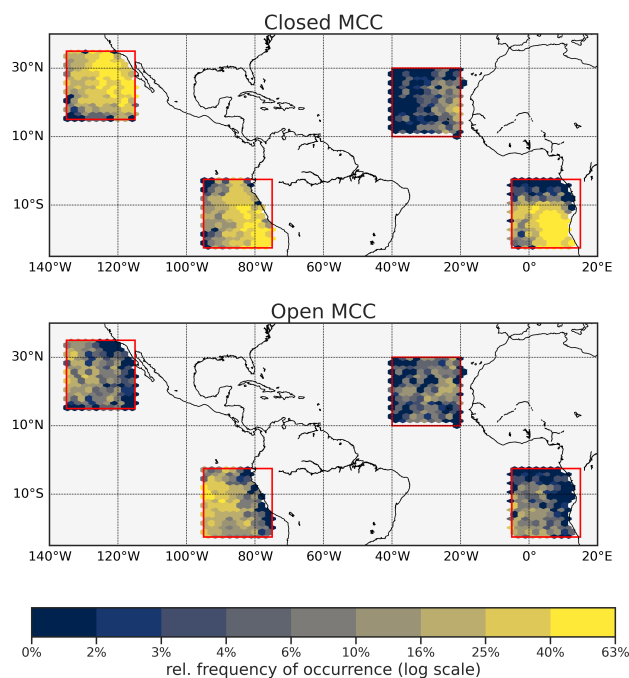 Closed MCC
30°N
10°N
10°S
140°W 120°W 100°W 80°W 60°W 40°W 20°W 0° 20°E
Open MCC
30°N
10°N
10°S
140°W 120°W 100°W 80°W 60°W 40°W 20°W 0° 20°E
0% 2% 3% 4% 6% 10% 16% 25% 40% 63%
rel. frequency of occurrence (log scale)